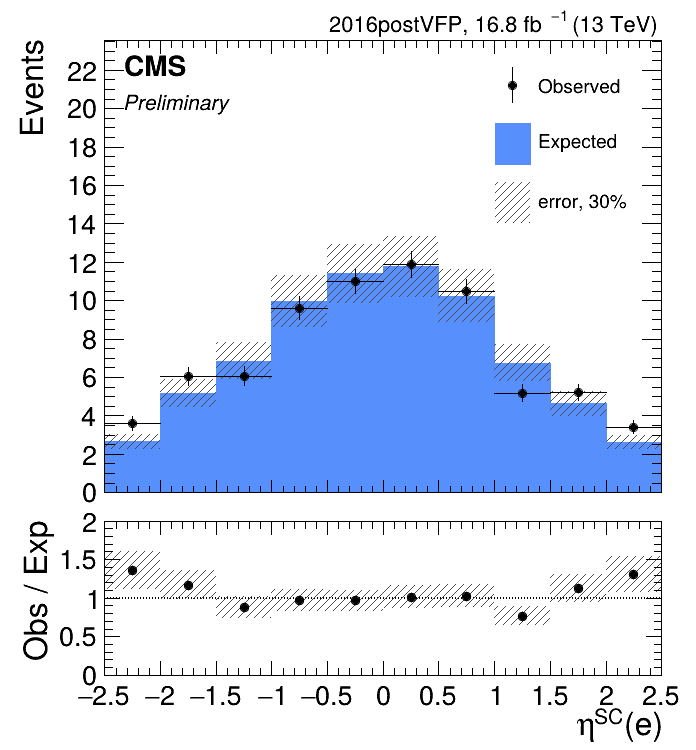 2016postVFP, 16.8 fb⁻¹ (13 TeV)
CMS
Preliminary
Events
22
20
18
16
14
12
10
8
6
4
2
0
Observed
Expected
error, 30%
Obs / Exp
2
1.5
1
0.5
0
−2.5 −2 −1.5 −1 −0.5 0 0.5 1 1.5 2 2.5
η^SC(e)